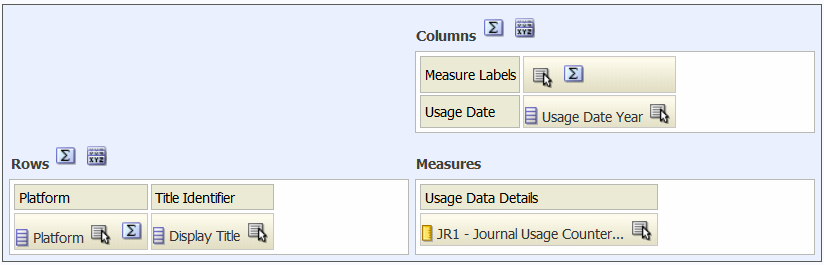 Columns
Measure Labels
Usage Date
Usage Date Year
Rows
Platform
Title Identifier
Platform
Display Title
Measures
Usage Data Details
JR1 - Journal Usage Counter...